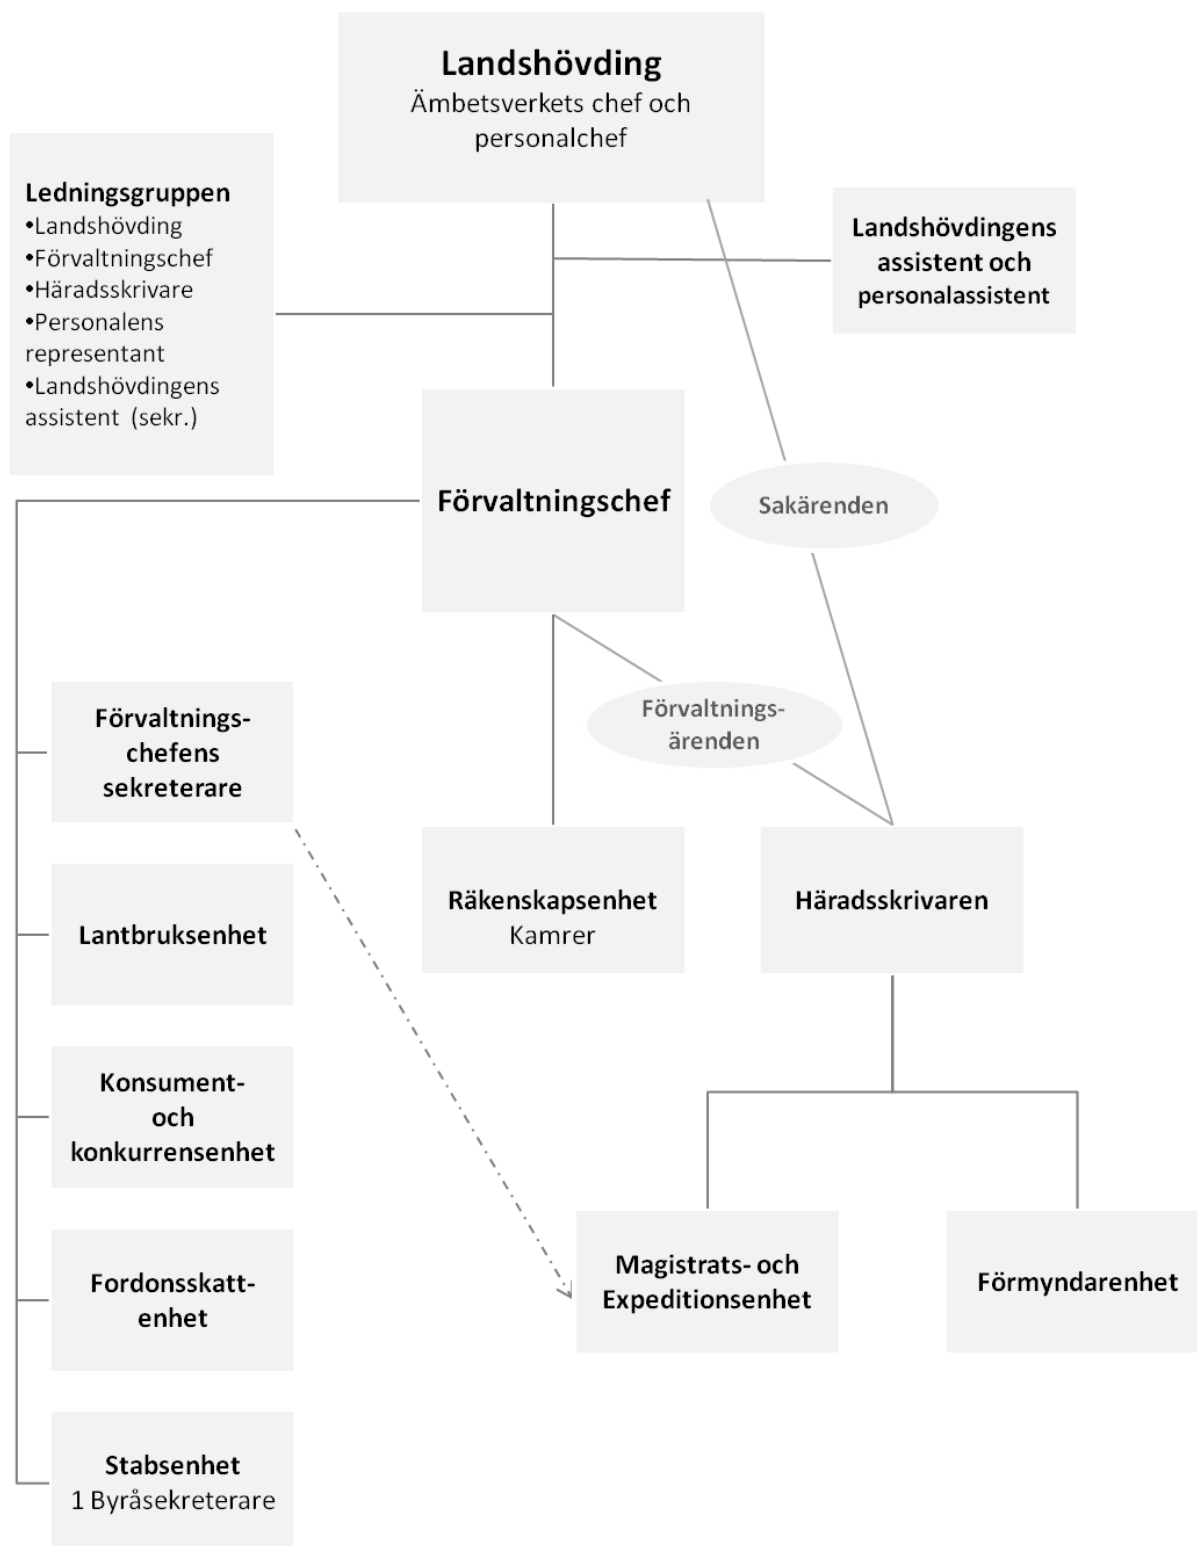 Landshövding
Ämbetsverkets chef och
personalchef
Ledningsgruppen
•Landshövding
•Förvaltningschef
•Häradsskrivare
•Personalens
representant
•Landshövdingens
assistent (sekr.)
Landshövdingens
assistent och
personalassistent
Förvaltningschef
Sakärenden
Förvaltnings-
ärenden
Förvaltnings-
chefens
sekreterare
Räkenskapsenhet
Kamrer
Häradsskrivaren
Lantbruksenhet
Konsument-
och
konkurrensenhet
Magistrats- och
Expeditionsenhet
Förmyndarenhet
Fordonsskatt-
enhet
Stabsenhet
1 Byråsekreterare